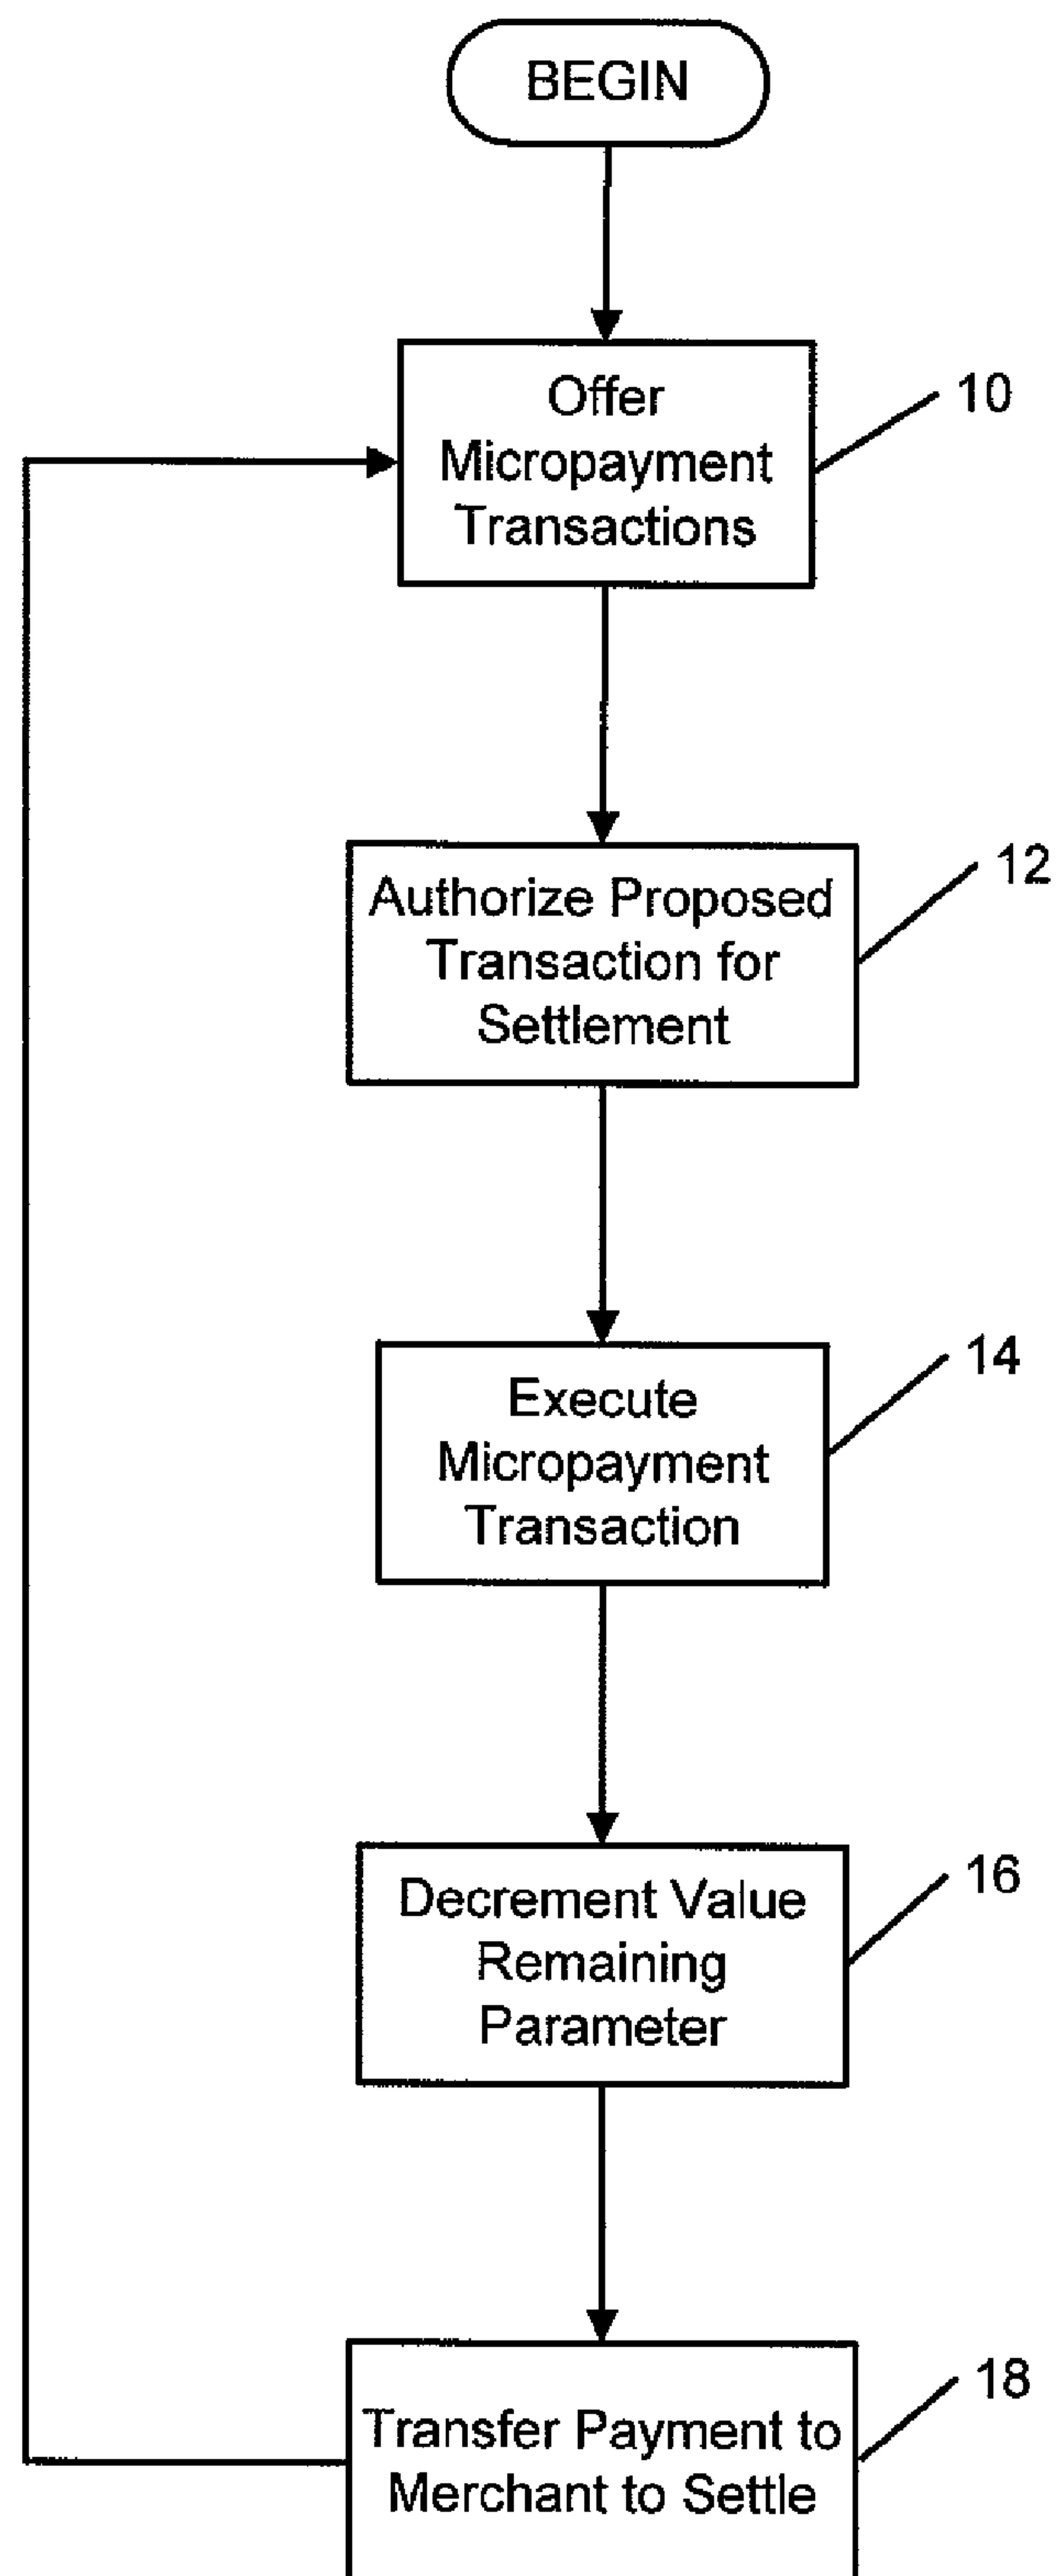 BEGIN
Offer
Micropayment
Transactions
10
Authorize Proposed
Transaction for
Settlement
12
Execute
Micropayment
Transaction
14
Decrement Value
Remaining
Parameter
16
Transfer Payment to
Merchant to Settle
18